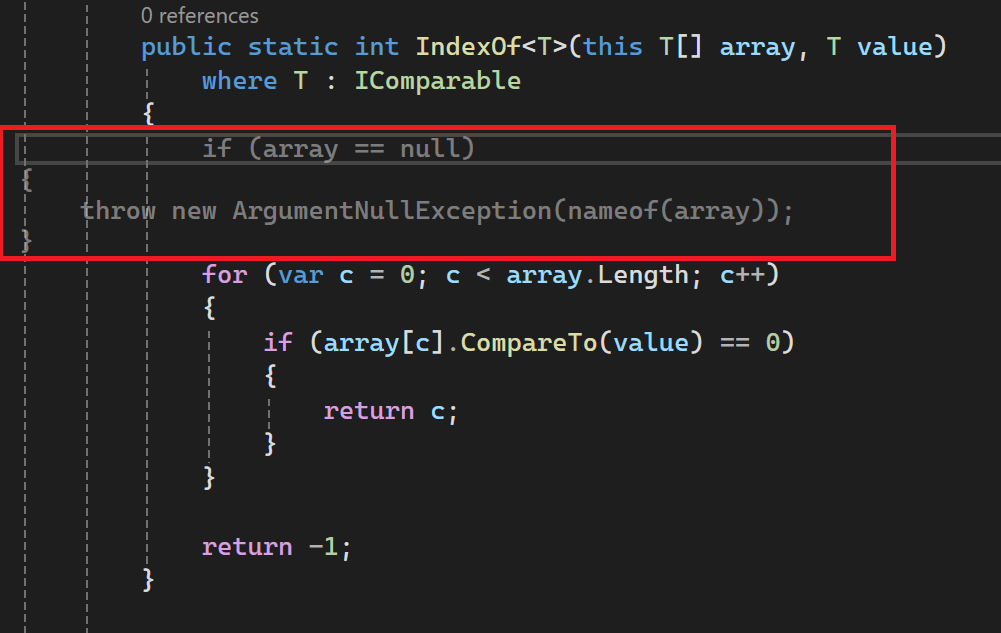 0 references
public static int IndexOf<T>(this T[] array, T value)
where T : IComparable
{
if (array == null)
{
throw new ArgumentNullException(nameof(array));
}
for (var c = 0; c < array.Length; c++)
{
if (array[c].CompareTo(value) == 0)
{
return c;
}
}
return -1;
}